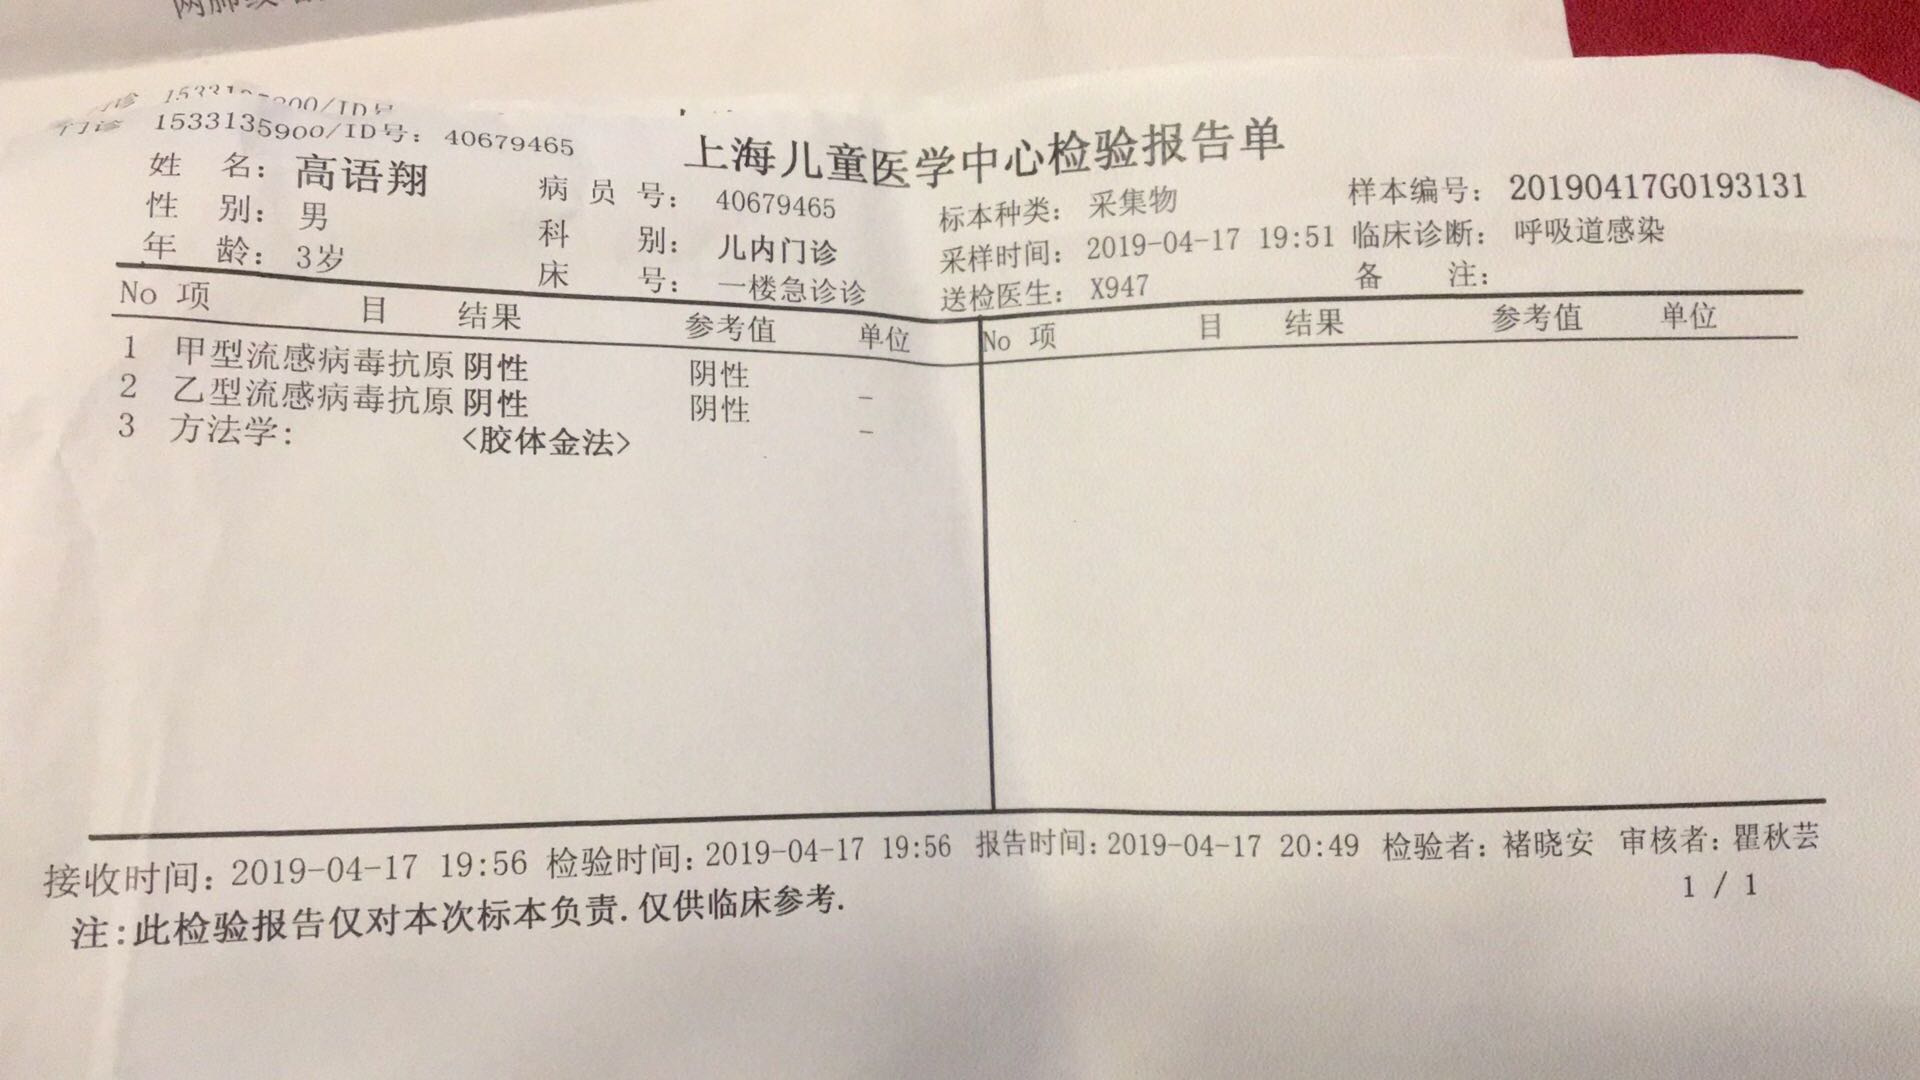 门诊 1533135900/ID号: 40679465
上海儿童医学中心检验报告单
姓 名: 高语翔 病 员 号: 40679465 标本种类: 采集物 样本编号: 20190417G0193131
性 别: 男 科 别: 儿内门诊 采样时间: 2019-04-17 19:51 临床诊断: 呼吸道感染
年 龄: 3岁 床 号: 一楼急诊诊 送检医生: X947 备 注:
No 项 目 结果 参考值 单位 No 项 目 结果 参考值 单位
1 甲型流感病毒抗原 阴性 阴性 -
2 乙型流感病毒抗原 阴性 阴性 -
3 方法学: <胶体金法>
接收时间: 2019-04-17 19:56 检验时间: 2019-04-17 19:56 报告时间: 2019-04-17 20:49 检验者: 褚晓安 审核者: 瞿秋芸
注:此检验报告仅对本次标本负责.仅供临床参考.
1 / 1